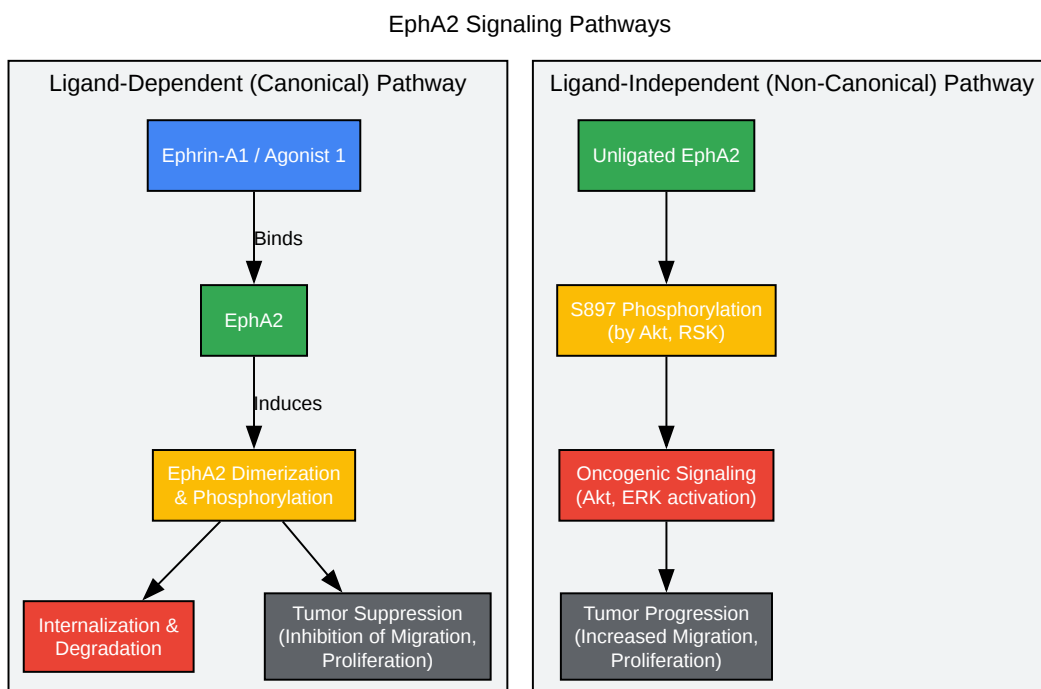 EphA2 Signaling Pathways
Ligand-Dependent (Canonical) Pathway
Ephrin-A1 / Agonist 1
Binds
EphA2
Induces
EphA2 Dimerization
& Phosphorylation
Internalization &
Degradation
Tumor Suppression
(Inhibition of Migration,
Proliferation)
Ligand-Independent (Non-Canonical) Pathway
Unligated EphA2
S897 Phosphorylation
(by Akt, RSK)
Oncogenic Signaling
(Akt, ERK activation)
Tumor Progression
(Increased Migration,
Proliferation)